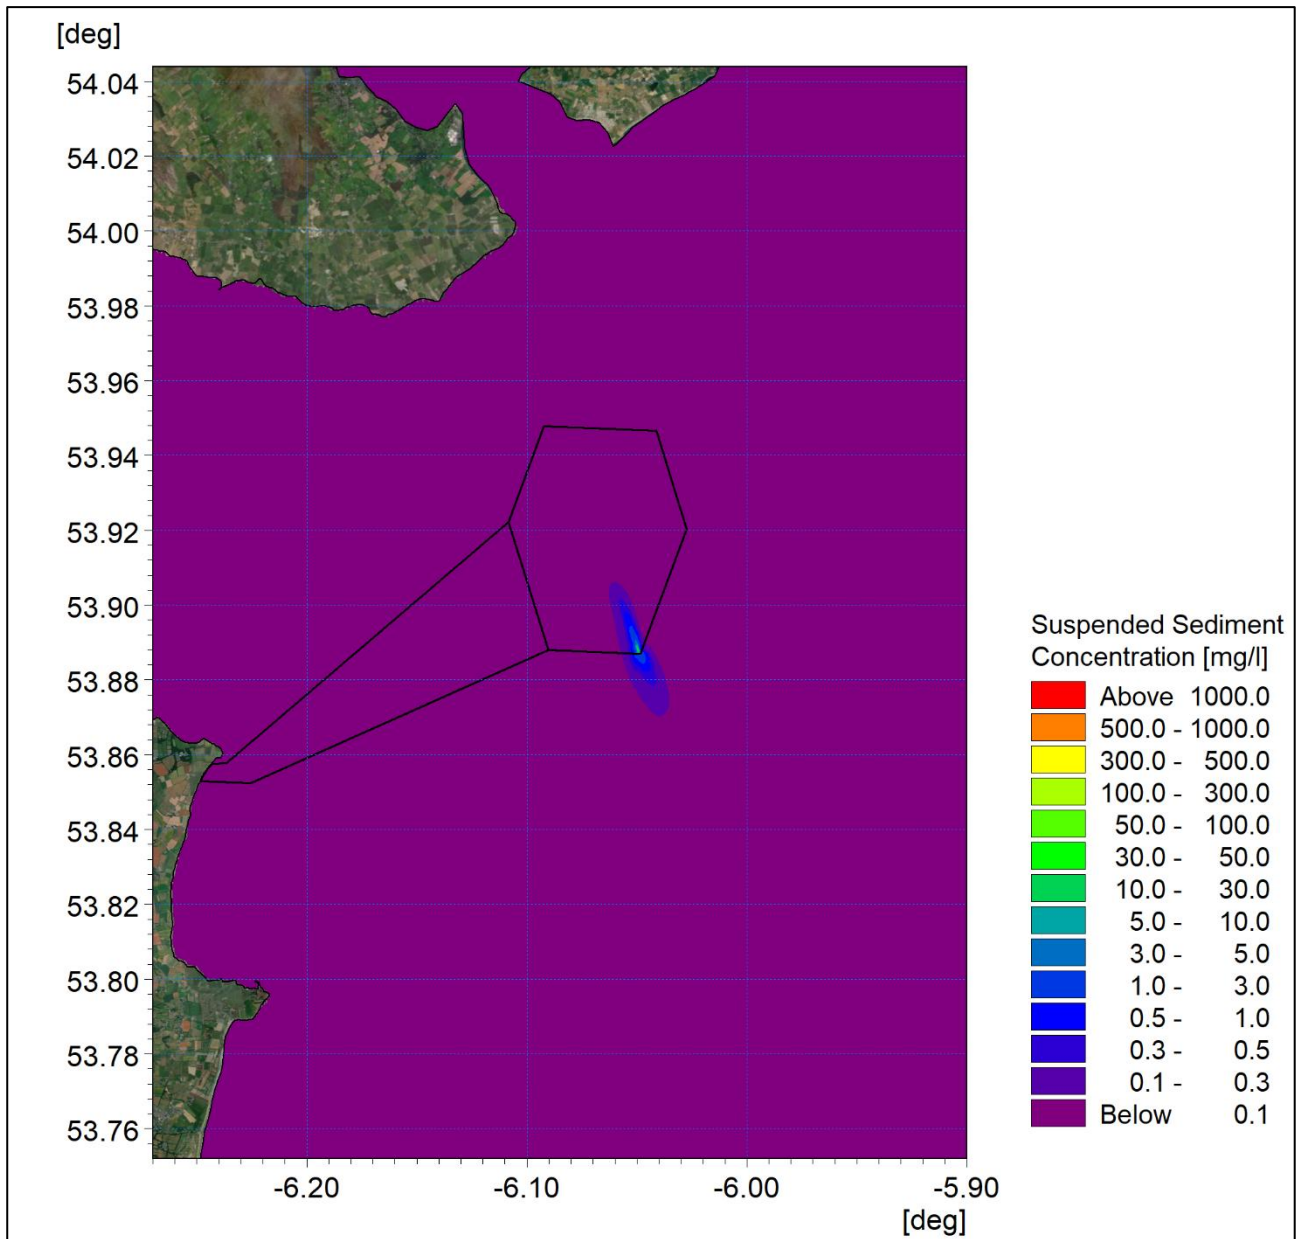 [deg]
54.04
54.02
54.00
53.98
53.96
53.94
53.92
53.90
53.88
53.86
53.84
53.82
53.80
53.78
53.76
-6.20 -6.10 -6.00 -5.90
[deg]
Suspended Sediment
Concentration [mg/l]
Above 1000.0
500.0 - 1000.0
300.0 - 500.0
100.0 - 300.0
50.0 - 100.0
30.0 - 50.0
10.0 - 30.0
5.0 - 10.0
3.0 - 5.0
1.0 - 3.0
0.5 - 1.0
0.3 - 0.5
0.1 - 0.3
Below 0.1